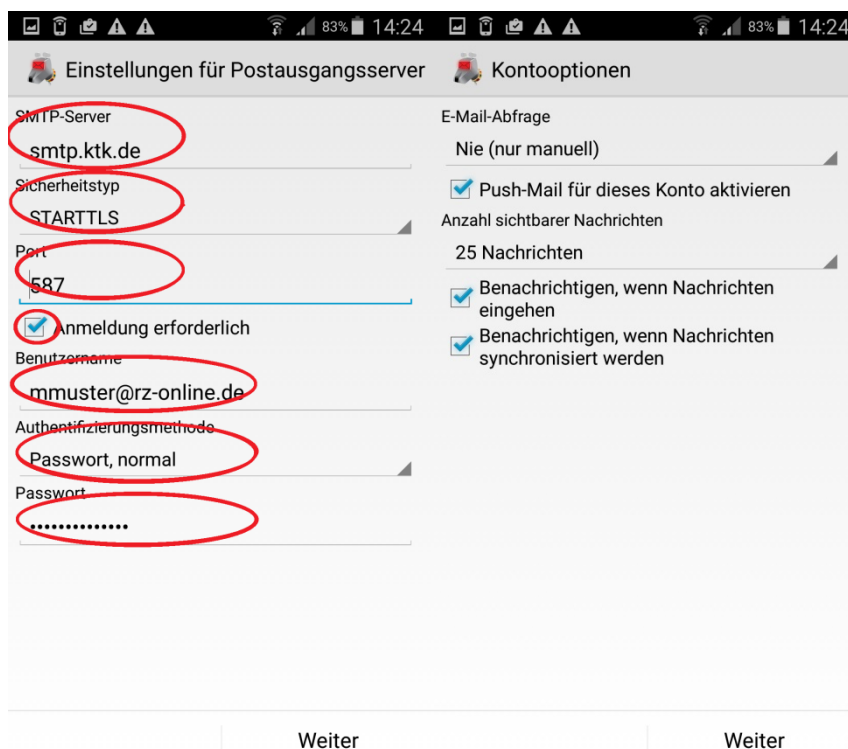 83% 14:24
Einstellungen für Postausgangsserver
SMTP-Server
smtp.ktk.de
Sicherheitstyp
STARTTLS
Port
587
Anmeldung erforderlich
Benutzername
mmuster@rz-online.de
Authentifizierungsmethode
Passwort, normal
Passwort
••••••••••••••
Weiter
83% 14:24
Kontooptionen
E-Mail-Abfrage
Nie (nur manuell)
Push-Mail für dieses Konto aktivieren
Anzahl sichtbarer Nachrichten
25 Nachrichten
Benachrichtigen, wenn Nachrichten
eingehen
Benachrichtigen, wenn Nachrichten
synchronisiert werden
Weiter